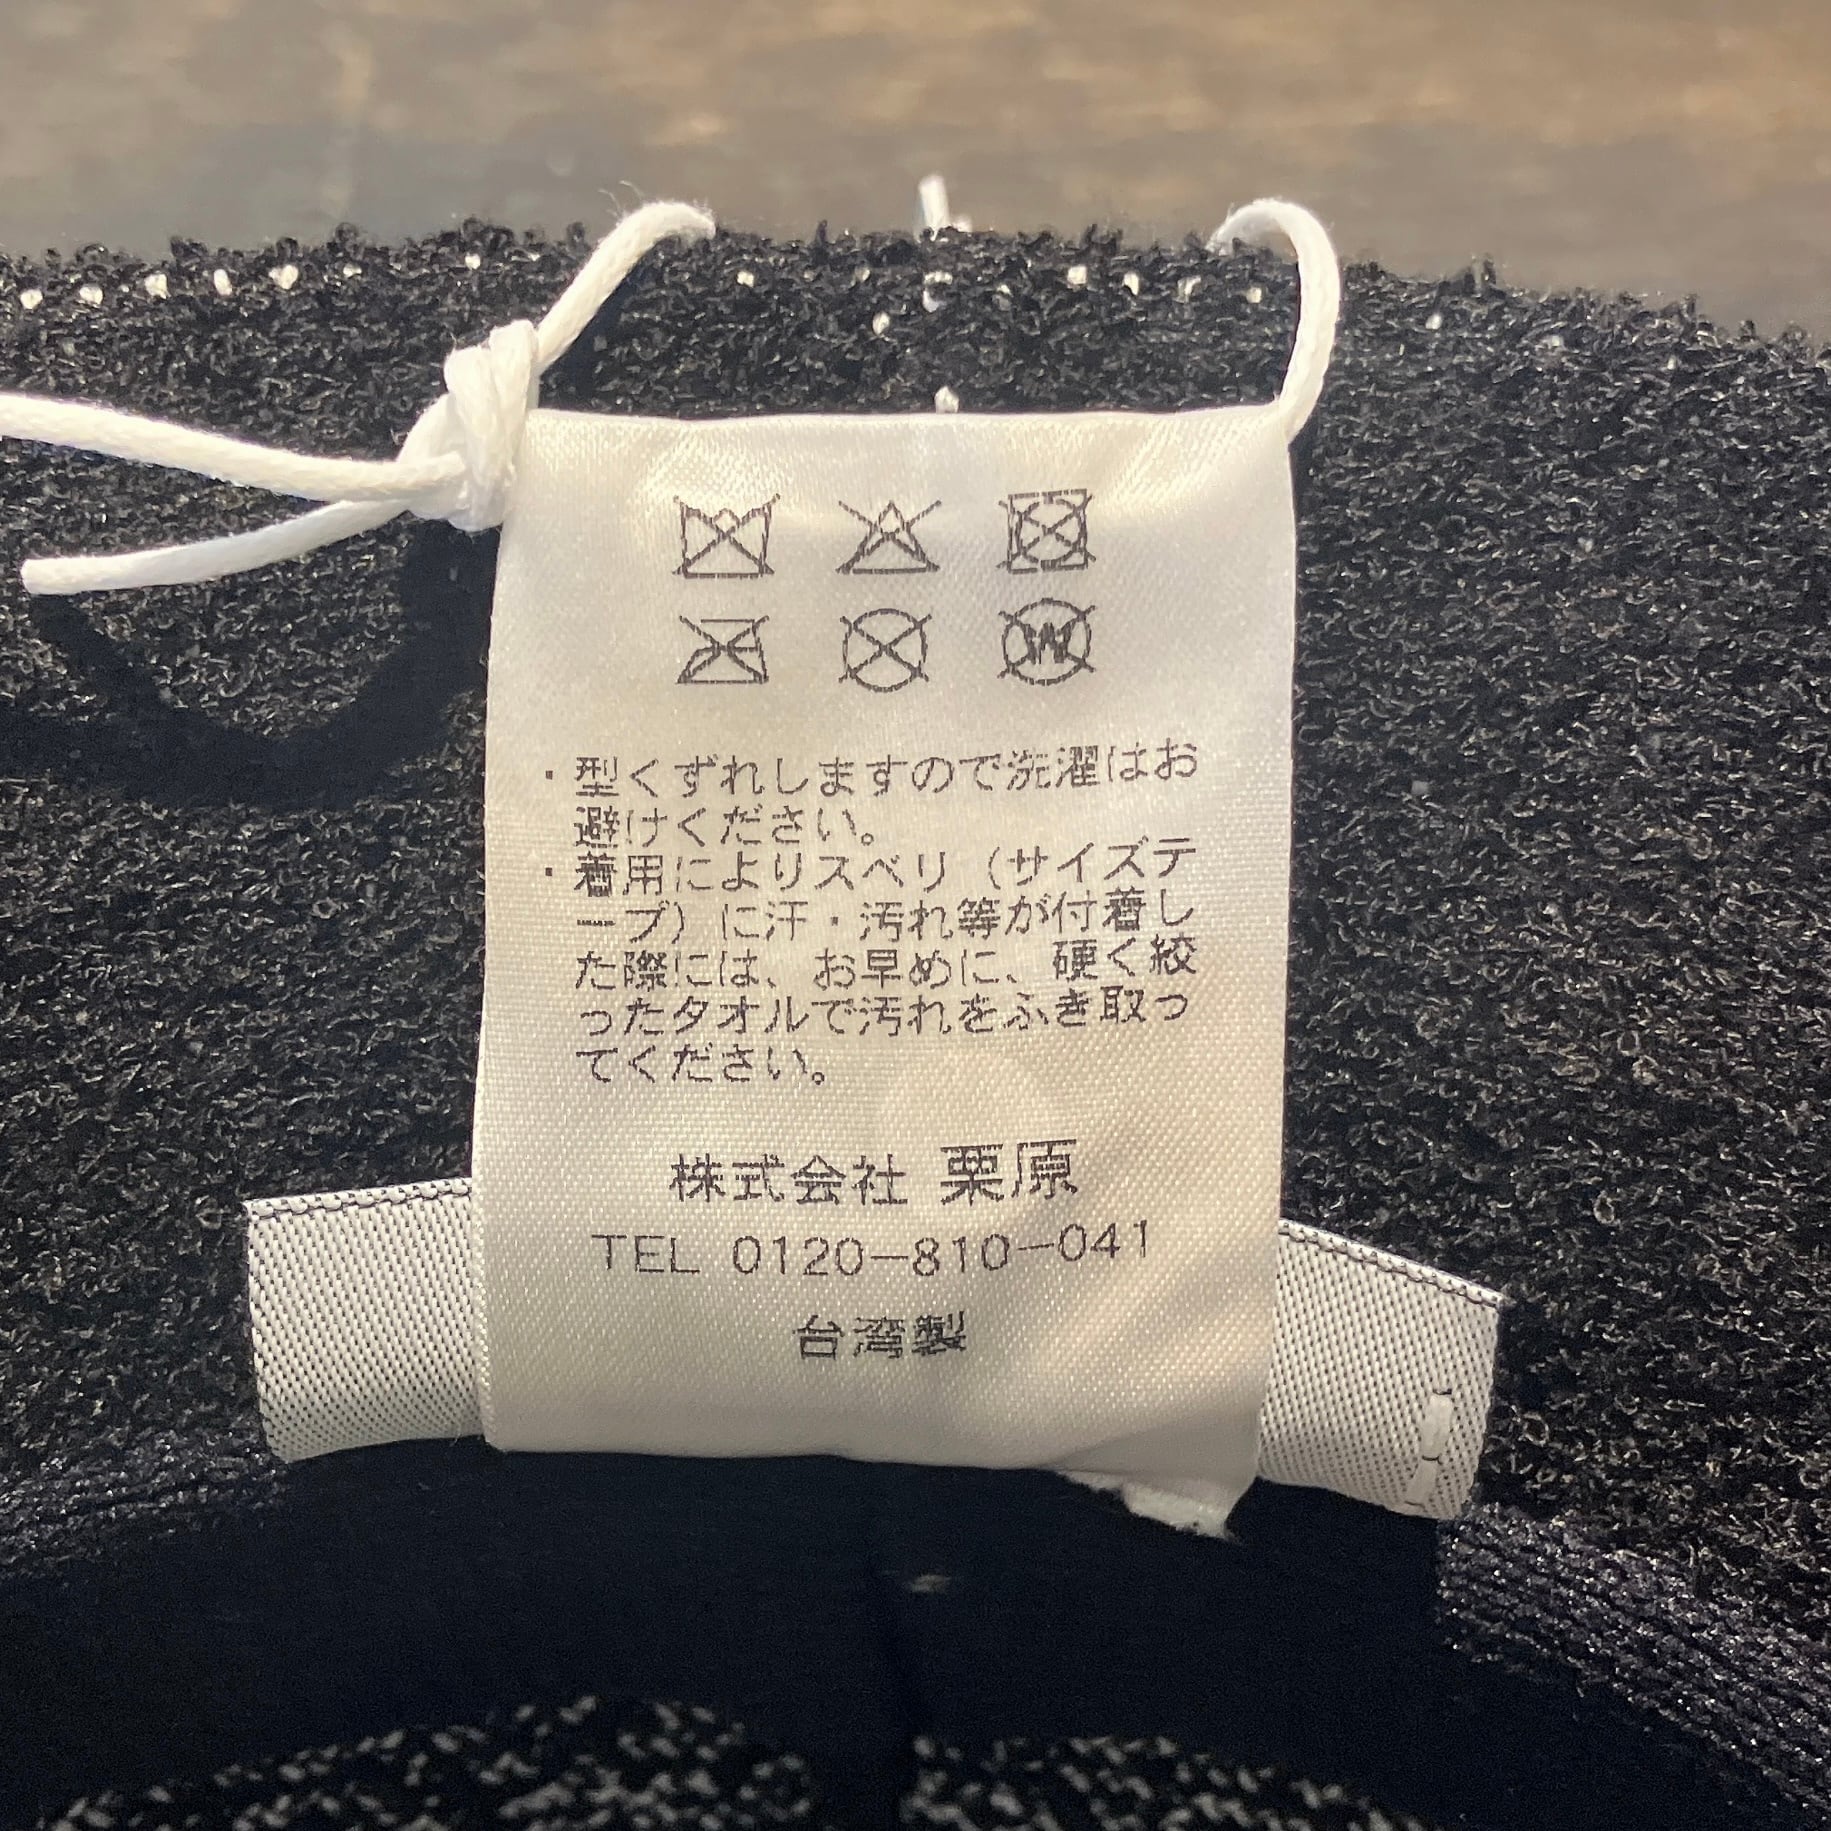 ・型くずれしますので洗濯はお
避けください。
・着用によりスベリ（サイズテ
ープ）に汗・汚れ等が付着し
た際には、お早めに、硬く絞
ったタオルで汚れをふき取っ
てください。
株式会社 栗原
TEL 0120-810-041
台湾製